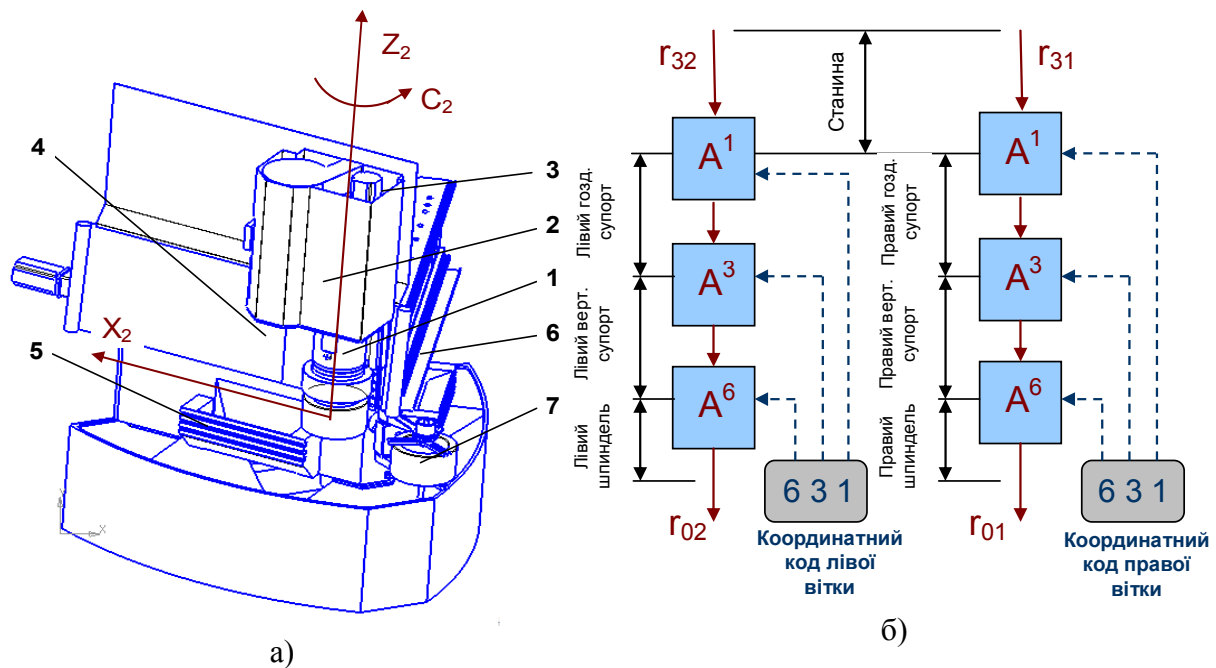 Z₂
C₂
4
3
2
1
X₂
6
5
7
X
а)
r₃₂
r₃₁
Станина
A¹
A¹
Лівий гозд.
супорт
Правий гозд.
супорт
A³
A³
Лівий верт.
супорт
Правий верт.
супорт
A⁶
A⁶
Лівий
шпиндель
Правий
шпиндель
6 3 1
6 3 1
r₀₂
r₀₁
Координатний
код лівої
вітки
Координатний
код правої
вітки
б)